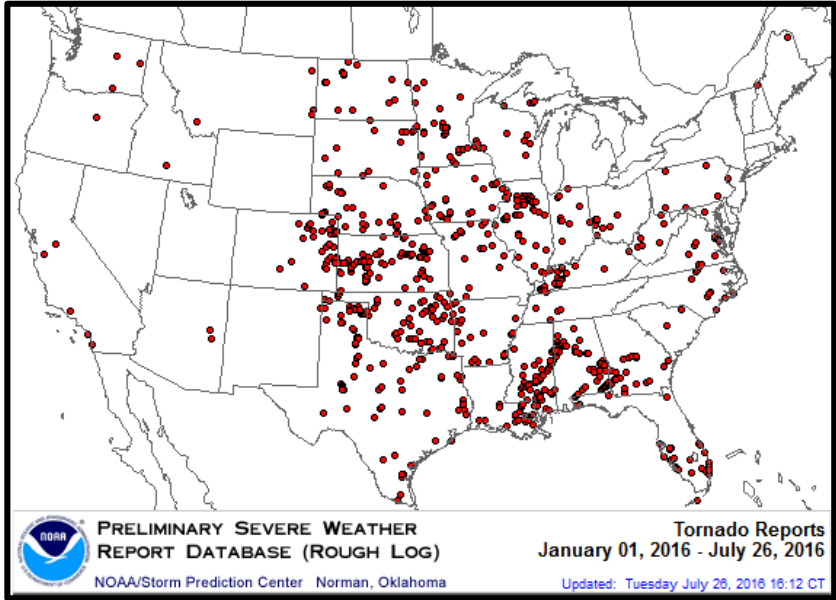 NOAA
PRELIMINARY SEVERE WEATHER
REPORT DATABASE (ROUGH LOG)
NOAA/Storm Prediction Center Norman, Oklahoma
Tornado Reports
January 01, 2016 - July 26, 2016
Updated: Tuesday July 26, 2016 16:12 CT